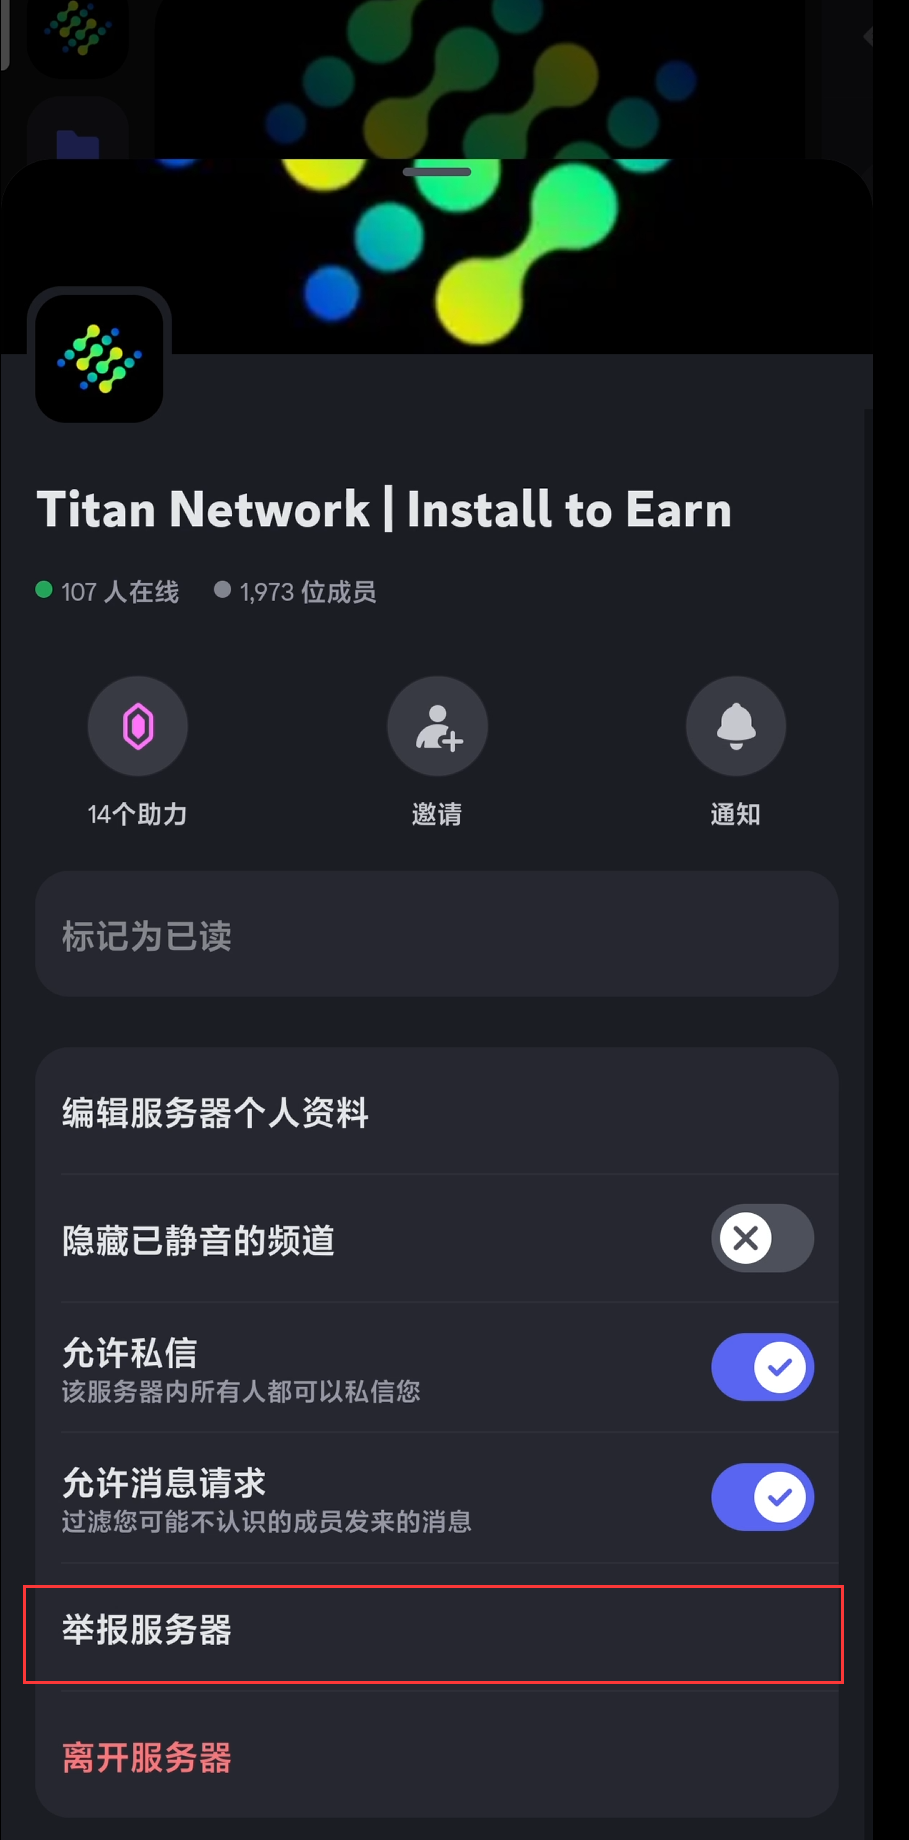 Titan Network | Install to Earn
107 人在线 1,973 位成员
14个助力 邀请 通知
标记为已读
编辑服务器个人资料
隐藏已静音的频道
允许私信
该服务器内所有人都可以私信您
允许消息请求
过滤您可能不认识的成员发来的消息
举报服务器
离开服务器